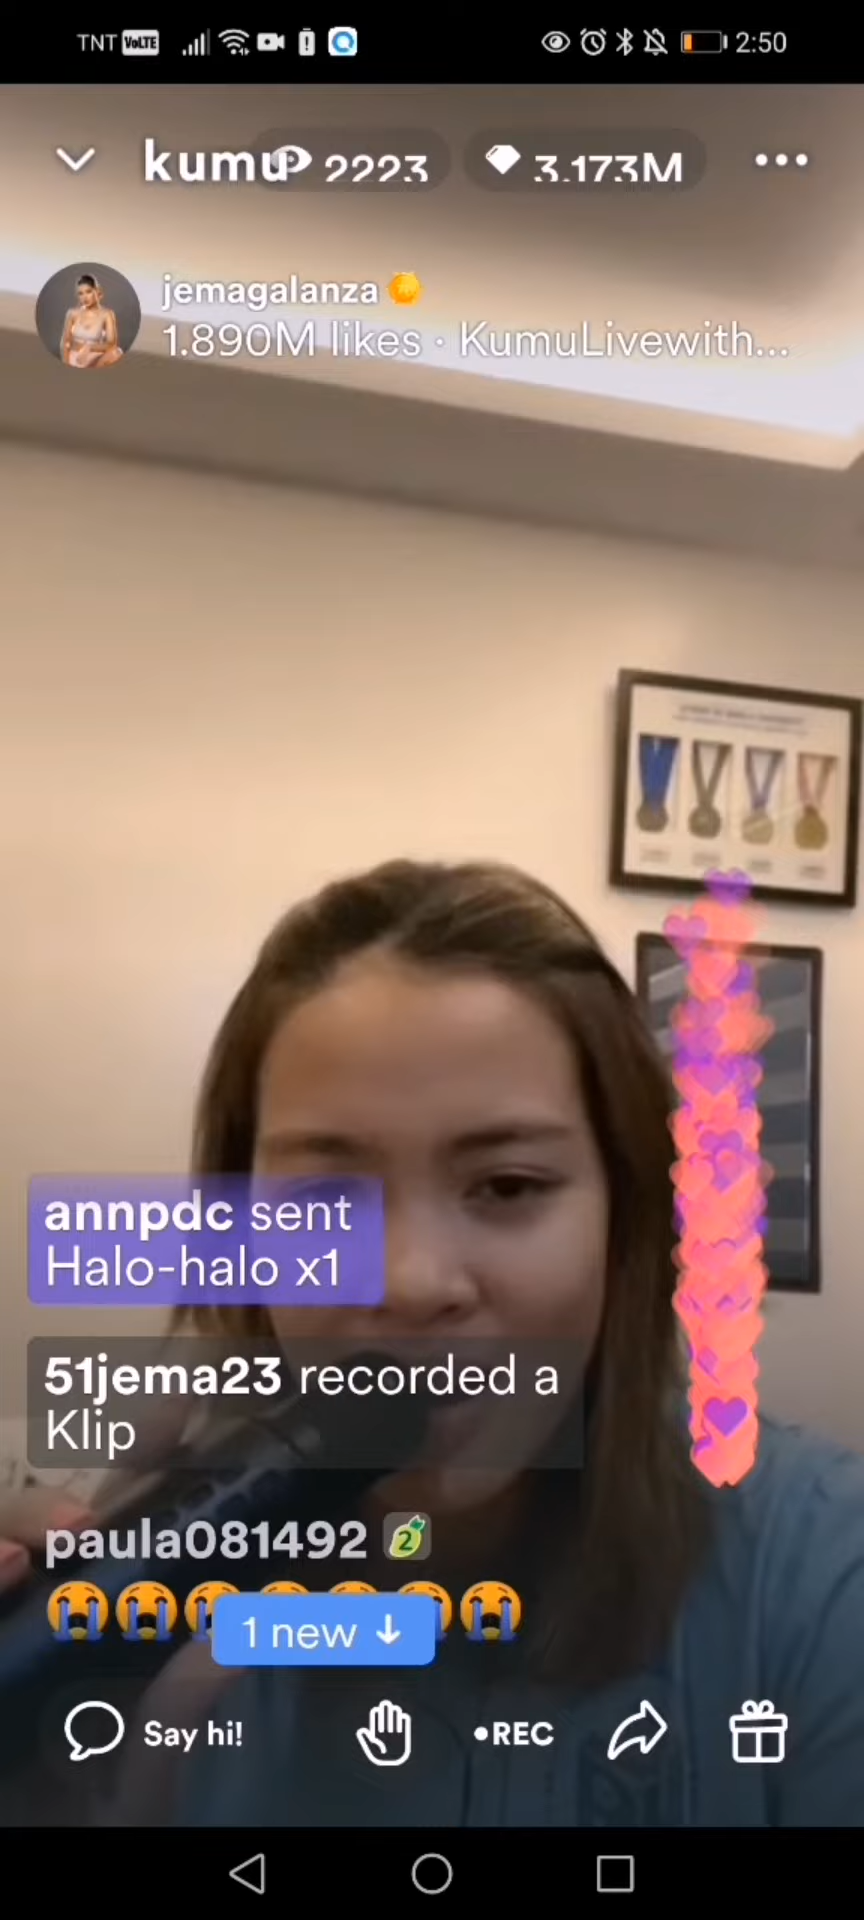 TNT VoLTE 2:50
kumu 2223 3.173M
jemagalanza
1.890M likes · KumuLivewith...
annpdc sent
Halo-halo x1
51jema23 recorded a
Klip
paula081492 2
1 new
Say hi! •REC